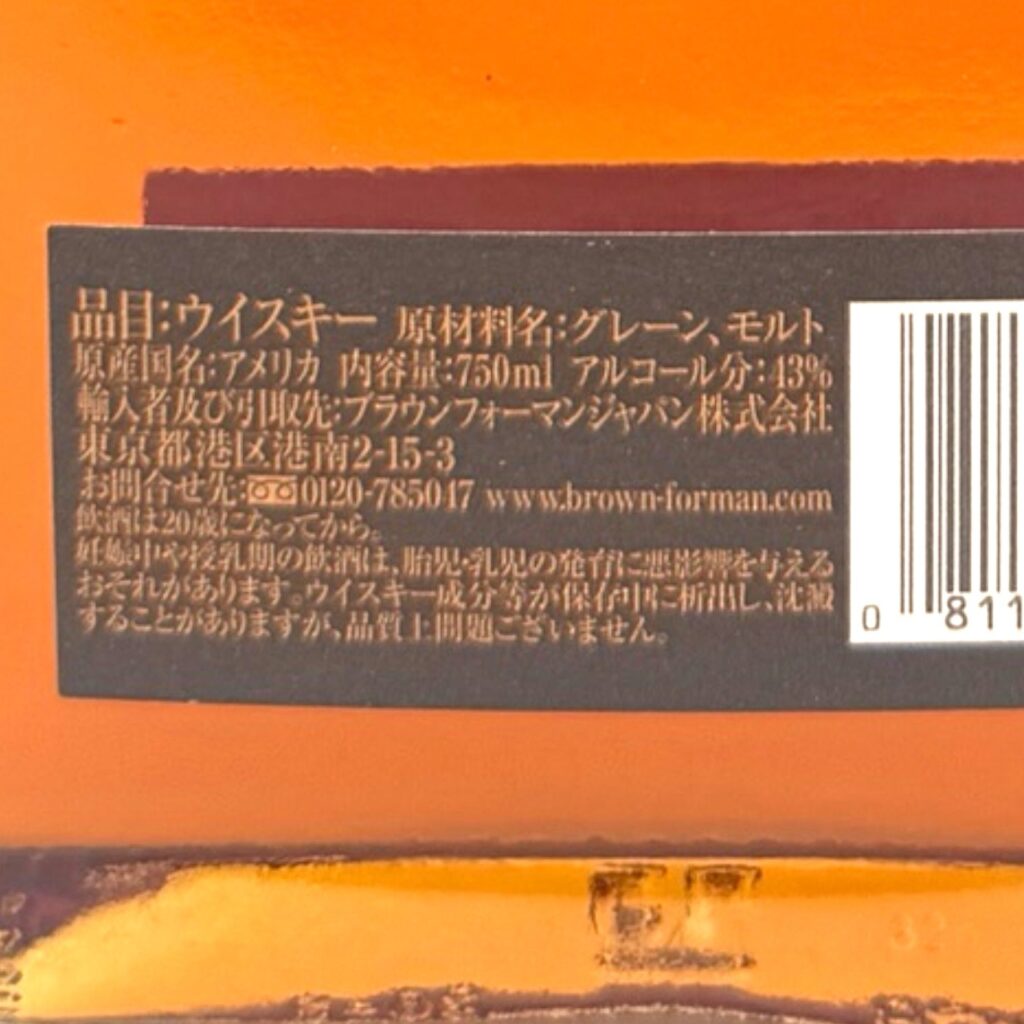 品目:ウイスキー 原材料名:グレーン、モルト
原産国名:アメリカ 内容量:750ml アルコール分:43%
輸入者及び引取先:ブラウンフォーマンジャパン株式会社
東京都港区港南2-15-3
お問合せ先:0120-785047 www.brown-forman.com
飲酒は20歳になってから。
妊娠中や授乳期の飲酒は、胎児・乳児の発育に悪影響を与える
おそれがあります。ウイスキー成分等が保存中に析出し、沈澱
することがありますが、品質上問題ございません。
0 811